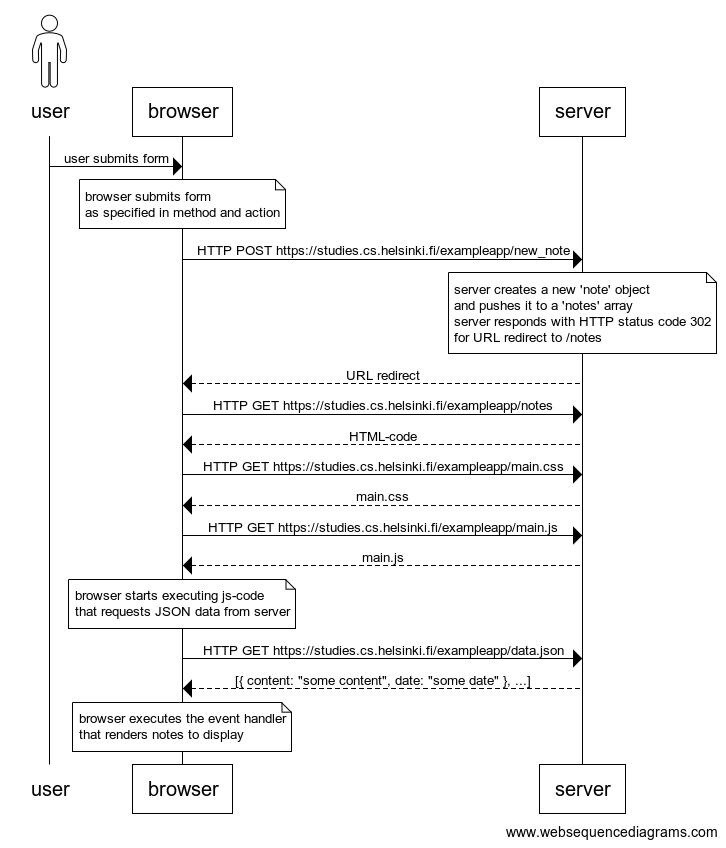 user
browser
server
user submits form
browser submits form
as specified in method and action
HTTP POST https://studies.cs.helsinki.fi/exampleapp/new_note
server creates a new 'note' object
and pushes it to a 'notes' array
server responds with HTTP status code 302
for URL redirect to /notes
URL redirect
HTTP GET https://studies.cs.helsinki.fi/exampleapp/notes
HTML-code
HTTP GET https://studies.cs.helsinki.fi/exampleapp/main.css
main.css
HTTP GET https://studies.cs.helsinki.fi/exampleapp/main.js
main.js
browser starts executing js-code
that requests JSON data from server
HTTP GET https://studies.cs.helsinki.fi/exampleapp/data.json
[{ content: "some content", date: "some date" }, ...]
browser executes the event handler
that renders notes to display
user
browser
server
www.websequencediagrams.com